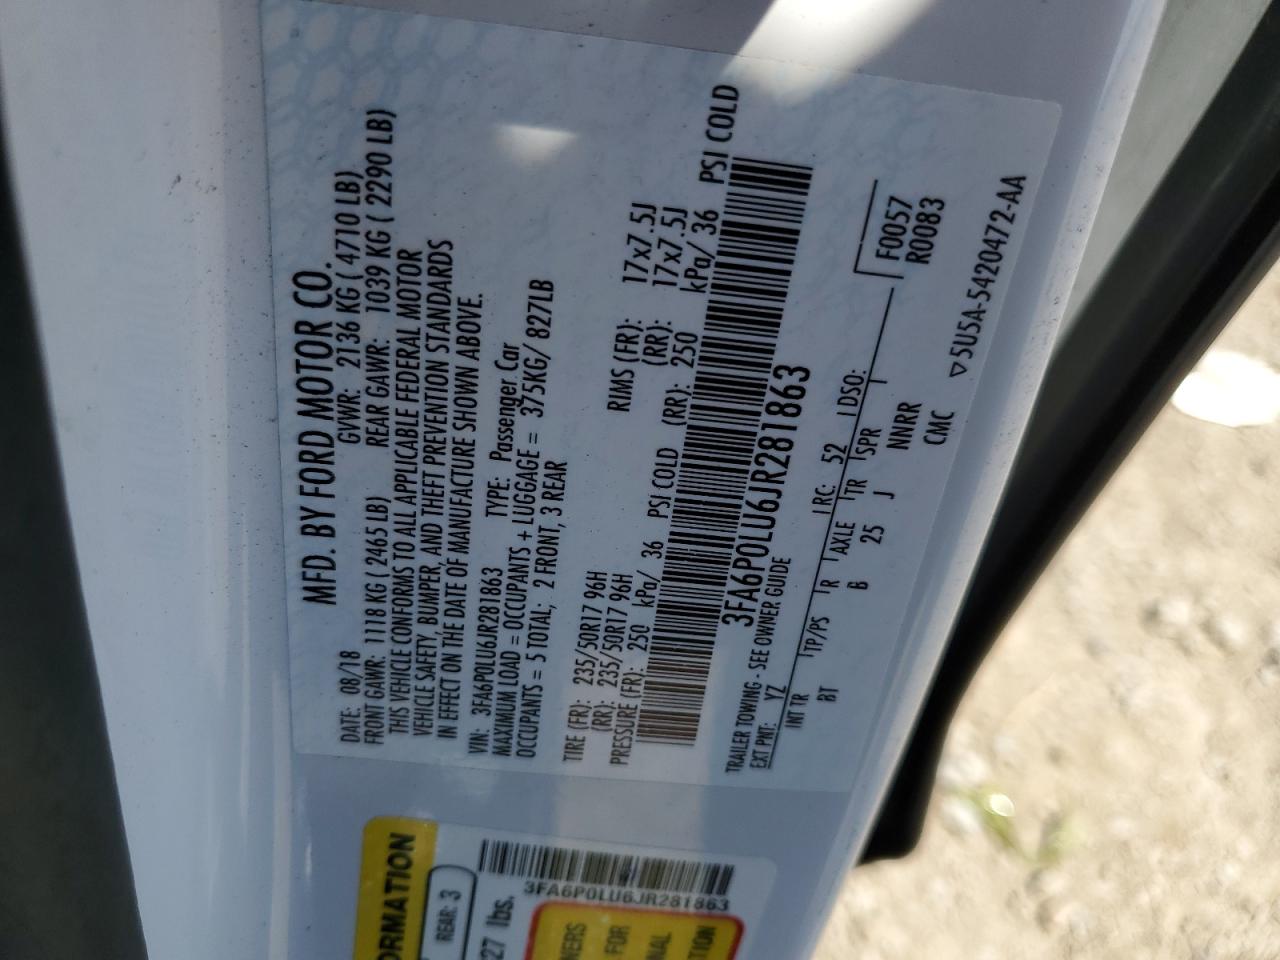 MFD. BY FORD MOTOR CO.
DATE: 08/18 GVWR: 2136 KG ( 4710 LB)
FRONT GAWR: 1118 KG ( 2465 LB) REAR GAWR: 1039 KG ( 2290 LB)
THIS VEHICLE CONFORMS TO ALL APPLICABLE FEDERAL MOTOR
VEHICLE SAFETY, BUMPER, AND THEFT PREVENTION STANDARDS
IN EFFECT ON THE DATE OF MANUFACTURE SHOWN ABOVE.
VIN: 3FA6P0LU6JR281863 TYPE: Passenger Car
MAXIMUM LOAD = OCCUPANTS + LUGGAGE = 375KG/ 827LB
OCCUPANTS = 5 TOTAL; 2 FRONT, 3 REAR
TIRE (FR): 235/50R17 96H RIMS (FR): 17x7.5J
(RR): 235/50R17 96H (RR): 17x7.5J
PRESSURE (FR): 250 kPa/ 36 PSI COLD (RR): 250 kPa/ 36 PSI COLD
3FA6P0LU6JR281863
TRAILER TOWING - SEE OWNER GUIDE
EXT PNT: YZ RC: 52 DSO: F0057
R0083
INT TR TP/PS R AXLE TR SPR
BT B 25 J NNRR
CMC
▽5U5A-5420472-AA
ORMATION
REAR: 3
27 lbs.
3FA6P0LU6JR281863
NERS
FOR
NAL
TION